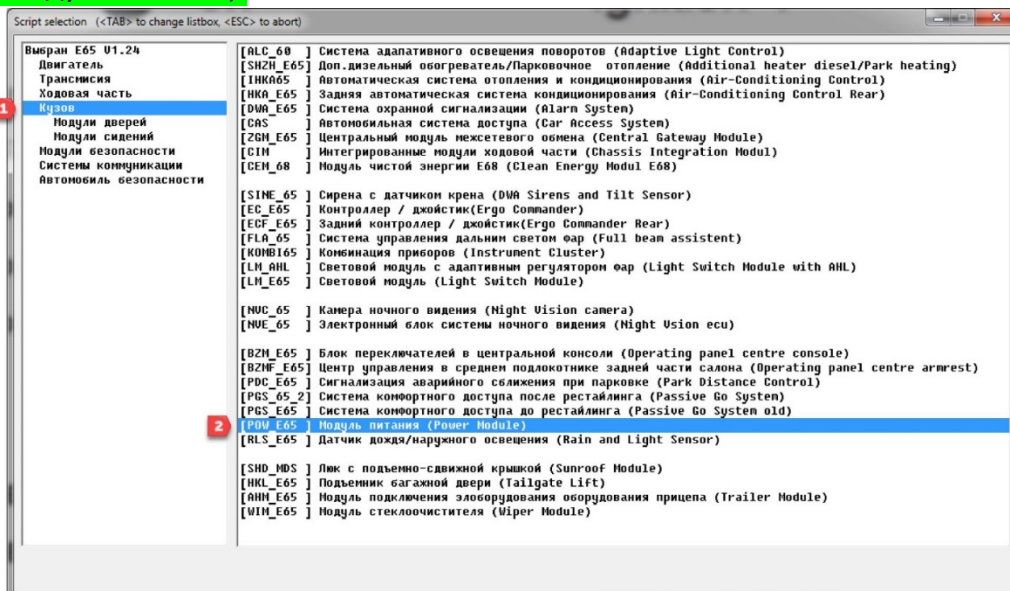 Script selection (<TAB> to change listbox, <ESC> to abort)
Выбран E65 V1.24
Двигатель
Трансмисия
Ходовая часть
1
Кузов
Модули дверей
Модули сидений
Модули безопасности
Системы коммуникации
Автомобиль безопасности
[ALC_60 ] Система адапативного освещения поворотов (Adaptive Light Control)
[SHZH_E65] Доп.дизельный обогреватель/Парковочное отопление (Additional heater diesel/Park heating)
[IHKA65 ] Автоматическая система отопления и кондиционирования (Air-Conditioning Control)
[HKA_E65 ] Задняя автоматическая система кондиционирования (Air-Conditioning Control Rear)
[DWA_E65 ] Система охранной сигнализации (Alarm System)
[CAS ] Автомобильная система доступа (Car Access System)
[ZGM_E65 ] Центральный модуль межсетевого обмена (Central Gateway Module)
[CIM ] Интегрированные модули ходовой части (Chassis Integration Modul)
[CEM_68 ] Модуль чистой энергии E68 (Clean Energy Modul E68)
[SINE_65 ] Сирена с датчиком крена (DWA Sirens and Tilt Sensor)
[EC_E65 ] Контроллер / джойстик(Ergo Commander)
[ECF_E65 ] Задний контроллер / джойстик(Ergo Commander Rear)
[FLA_65 ] Система управления дальним светом фар (Full beam assistent)
[KOMBI65 ] Комбинация приборов (Instrument Cluster)
[LM_AHL ] Световой модуль с адаптивным регулятором фар (Light Switch Module with AHL)
[LM_E65 ] Световой модуль (Light Switch Module)
[NVC_65 ] Камера ночного видения (Night Vision camera)
[NVE_65 ] Электронный блок системы ночного видения (Night Vsion ecu)
[BZM_E65 ] Блок переключателей в центральной консоли (Operating panel centre console)
[BZMF_E65] Центр управления в среднем подлокотнике задней части салона (Operating panel centre armrest)
[PDC_E65 ] Сигнализация аварийного сближения при парковке (Park Distance Control)
[PGS_65_2] Система комфортного доступа после рестайлинга (Passive Go System)
[PGS_E65 ] Система комфортного доступа до рестайлинга (Passive Go System old)
2
[POW_E65 ] Модуль питания (Power Module)
[RLS_E65 ] Датчик дождя/наружного освещения (Rain and Light Sensor)
[SHD_MDS ] Люк с подъемно-сдвижной крышкой (Sunroof Module)
[HKL_E65 ] Подъемник багажной двери (Tailgate Lift)
[AHM_E65 ] Модуль подключения элоборудования оборудования прицепа (Trailer Module)
[WIM_E65 ] Модуль стеклоочистителя (Wiper Module)